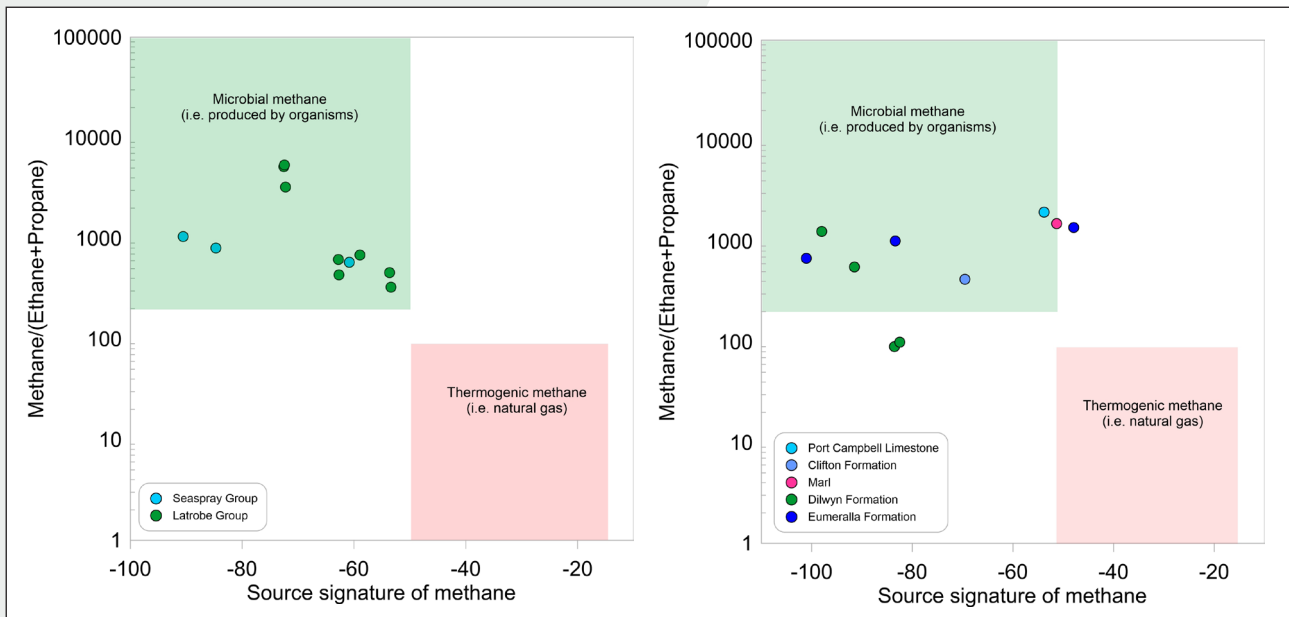 100000
10000
1000
100
10
1
Methane/(Ethane+Propane)
Microbial methane
(i.e. produced by organisms)
Thermogenic methane
(i.e. natural gas)
Seaspray Group
Latrobe Group
-100
-80
-60
-40
-20
Source signature of methane
100000
10000
1000
100
10
1
Methane/(Ethane+Propane)
Microbial methane
(i.e. produced by organisms)
Thermogenic methane
(i.e. natural gas)
Port Campbell Limestone
Clifton Formation
Marl
Dilwyn Formation
Eumeralla Formation
-100
-80
-60
-40
-20
Source signature of methane